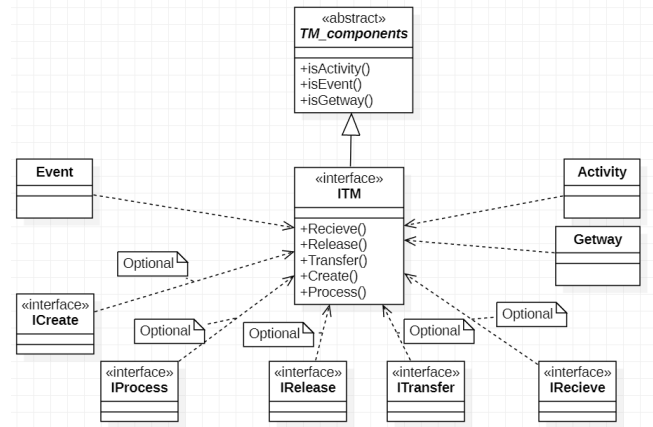 «abstract»
TM_components
+isActivity()
+isEvent()
+isGetway()
«interface»
ITM
+Recieve()
+Release()
+Transfer()
+Create()
+Process()
Event
Activity
Getway
Optional
«interface»
ICreate
Optional
Optional
Optional
Optional
«interface»
IProcess
«interface»
IRelease
«interface»
ITransfer
«interface»
IRecieve